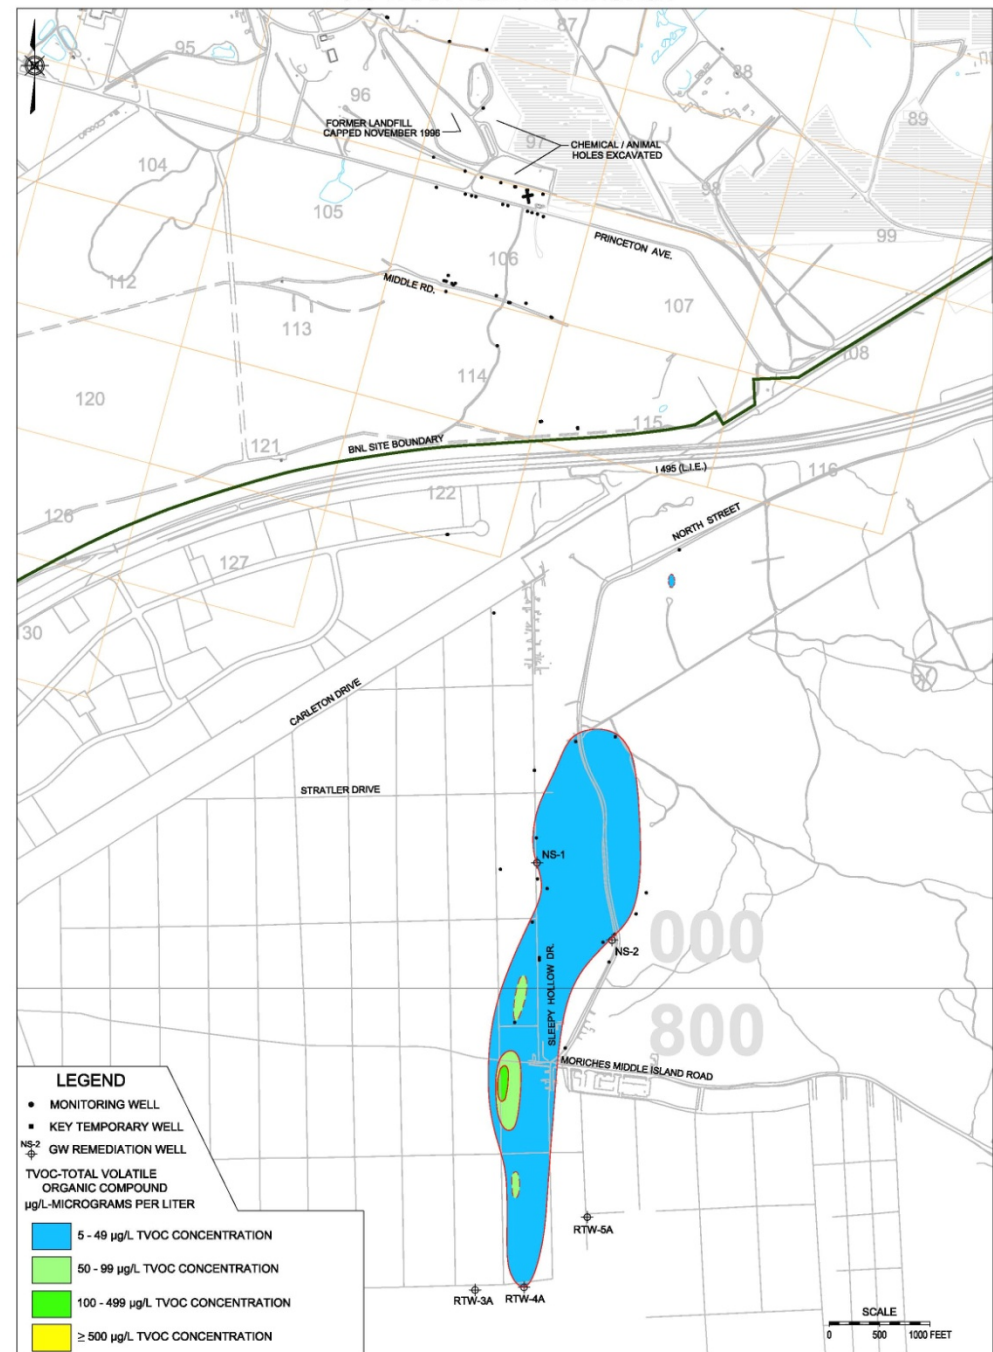 87
95
88
96
FORMER LANDFILL
CAPPED NOVEMBER 1996
89
97
CHEMICAL / ANIMAL
HOLES EXCAVATED
104
98
105
99
PRINCETON AVE.
106
112
MIDDLE RD.
107
113
108
114
120
115
121
BNL SITE BOUNDARY
I 495 (L.I.E.)
116
122
126
NORTH STREET
127
130
CARLETON DRIVE
STRATLER DRIVE
NS-1
000
NS-2
SLEEPY HOLLOW DR.
800
MORICHES MIDDLE ISLAND ROAD
LEGEND
MONITORING WELL
KEY TEMPORARY WELL
NS-2
GW REMEDIATION WELL
TVOC-TOTAL VOLATILE
ORGANIC COMPOUND
µg/L-MICROGRAMS PER LITER
5 - 49 µg/L TVOC CONCENTRATION
50 - 99 µg/L TVOC CONCENTRATION
100 - 499 µg/L TVOC CONCENTRATION
≥ 500 µg/L TVOC CONCENTRATION
RTW-5A
RTW-3A
RTW-4A
SCALE
0 500 1000 FEET